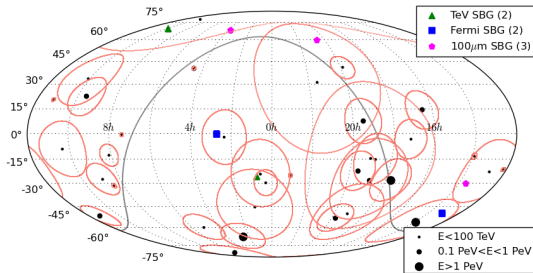 75°
60°
45°
30°
15°
0°
-15°
-30°
-45°
-60°
-75°
8h
4h
0h
20h
16h
TeV SBG (2)
Fermi SBG (2)
100μm SBG (3)
E<100 TeV
0.1 PeV<E<1 PeV
E>1 PeV